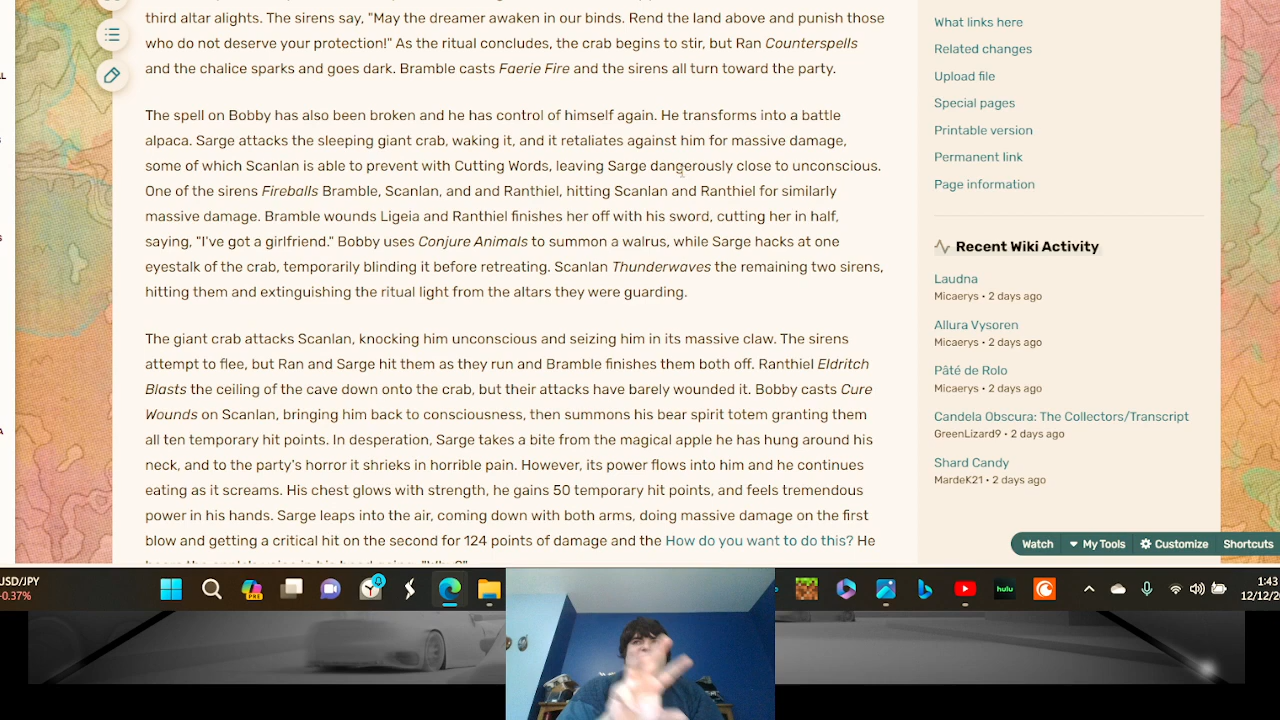 third altar alights. The sirens say, "May the dreamer awaken in our binds. Rend the land above and punish those
who do not deserve your protection!" As the ritual concludes, the crab begins to stir, but Ran Counterspells
and the chalice sparks and goes dark. Bramble casts Faerie Fire and the sirens all turn toward the party.
The spell on Bobby has also been broken and he has control of himself again. He transforms into a battle
alpaca. Sarge attacks the sleeping giant crab, waking it, and it retaliates against him for massive damage,
some of which Scanlan is able to prevent with Cutting Words, leaving Sarge dangerously close to unconscious.
One of the sirens Fireballs Bramble, Scanlan, and and Ranthiel, hitting Scanlan and Ranthiel for similarly
massive damage. Bramble wounds Ligeia and Ranthiel finishes her off with his sword, cutting her in half,
saying, "I've got a girlfriend." Bobby uses Conjure Animals to summon a walrus, while Sarge hacks at one
eyestalk of the crab, temporarily blinding it before retreating. Scanlan Thunderwaves the remaining two sirens,
hitting them and extinguishing the ritual light from the altars they were guarding.
The giant crab attacks Scanlan, knocking him unconscious and seizing him in its massive claw. The sirens
attempt to flee, but Ran and Sarge hit them as they run and Bramble finishes them both off. Ranthiel Eldritch
Blasts the ceiling of the cave down onto the crab, but their attacks have barely wounded it. Bobby casts Cure
Wounds on Scanlan, bringing him back to consciousness, then summons his bear spirit totem granting them
all ten temporary hit points. In desperation, Sarge takes a bite from the magical apple he has hung around his
neck, and to the party's horror it shrieks in horrible pain. However, its power flows into him and he continues
eating as it screams. His chest glows with strength, he gains 50 temporary hit points, and feels tremendous
power in his hands. Sarge leaps into the air, coming down with both arms, doing massive damage on the first
blow and getting a critical hit on the second for 124 points of damage and the How do you want to do this? He
What links here
Related changes
Upload file
Special pages
Printable version
Permanent link
Page information
Recent Wiki Activity
Laudna
Micaerys • 2 days ago
Allura Vysoren
Micaerys • 2 days ago
Pâté de Rolo
Micaerys • 2 days ago
Candela Obscura: The Collectors/Transcript
GreenLizard9 • 2 days ago
Shard Candy
MardeK21 • 2 days ago
Watch My Tools Customize Shortcuts
USD/JPY
-0.37%
PRE
hulu
1:43
12/12/2